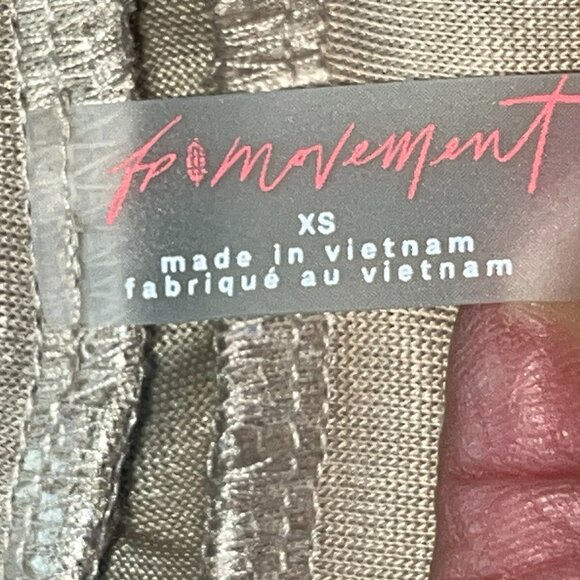 fp movement
XS
made in vietnam
fabriqué au vietnam